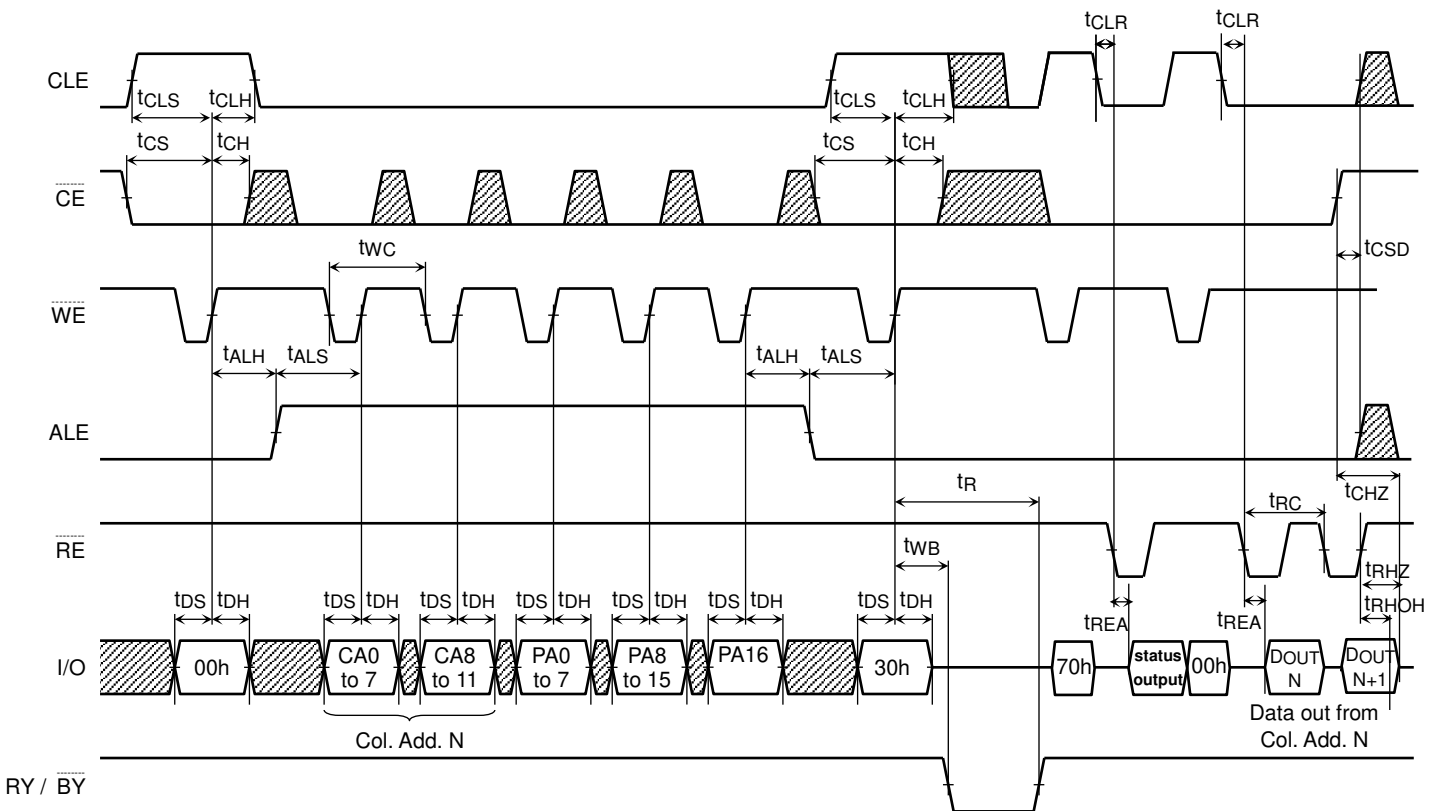 tCLR tCLR
CLE
tCLS tCLH tCLS tCLH
tCS tCH tCS tCH
CE
tWC
tCSD
WE
tALH tALS tALH tALS
ALE
tR
tCHZ
tRC
RE
tWB
tRHZ
tDS tDH tDS tDH tDS tDH tDS tDH tDS tDH tDS tDH tDS tDH
tRHOH
tREA tREA
I/O
00h
CA0
to 7
CA8
to 11
PA0
to 7
PA8
to 15
PA16
30h
70h
status
output
00h
DOUT
N
DOUT
N+1
Col. Add. N
Data out from
Col. Add. N
RY / BY